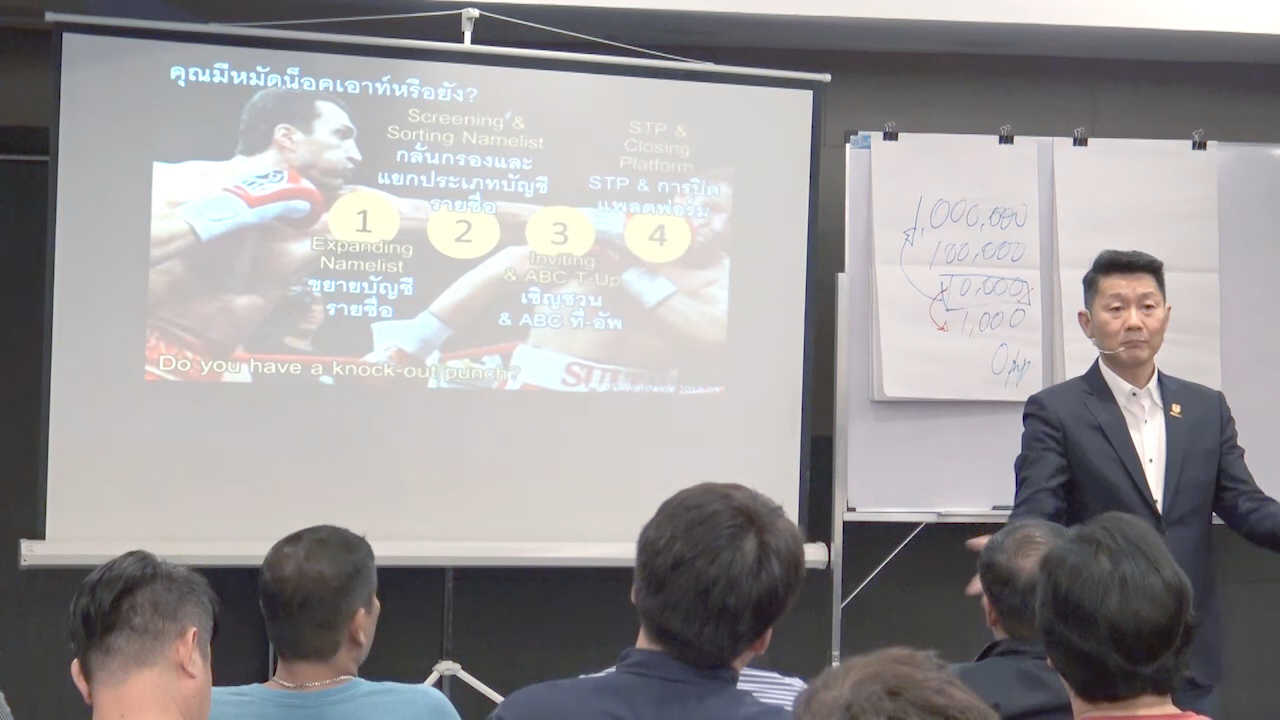 คุณมีหมัดน็อคเอาท์หรือยัง?
Screening &
Sorting Namelist
กลั่นกรองและ
แยกประเภทบัญชี
รายชื่อ
STP &
Closing
Platform
STP & การปิด
แพลตฟอร์ม
1
2
3
4
Expanding
Namelist
ขยายบัญชี
รายชื่อ
Inviting
& ABC T-Up
เชิญชวน
& ABC ที-อัพ
Do you have a knock-out punch?
1,000,000
100,000
10,000
1,000